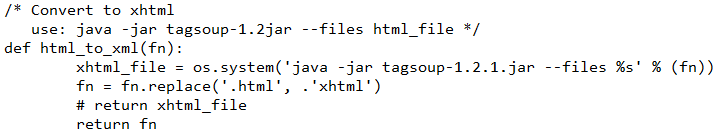 /* Convert to xhtml
   use: java -jar tagsoup-1.2jar --files html_file */
def html_to_xml(fn):
        xhtml_file = os.system('java -jar tagsoup-1.2.1.jar --files %s' % (fn))
        fn = fn.replace('.html', .'xhtml')
        # return xhtml_file
        return fn